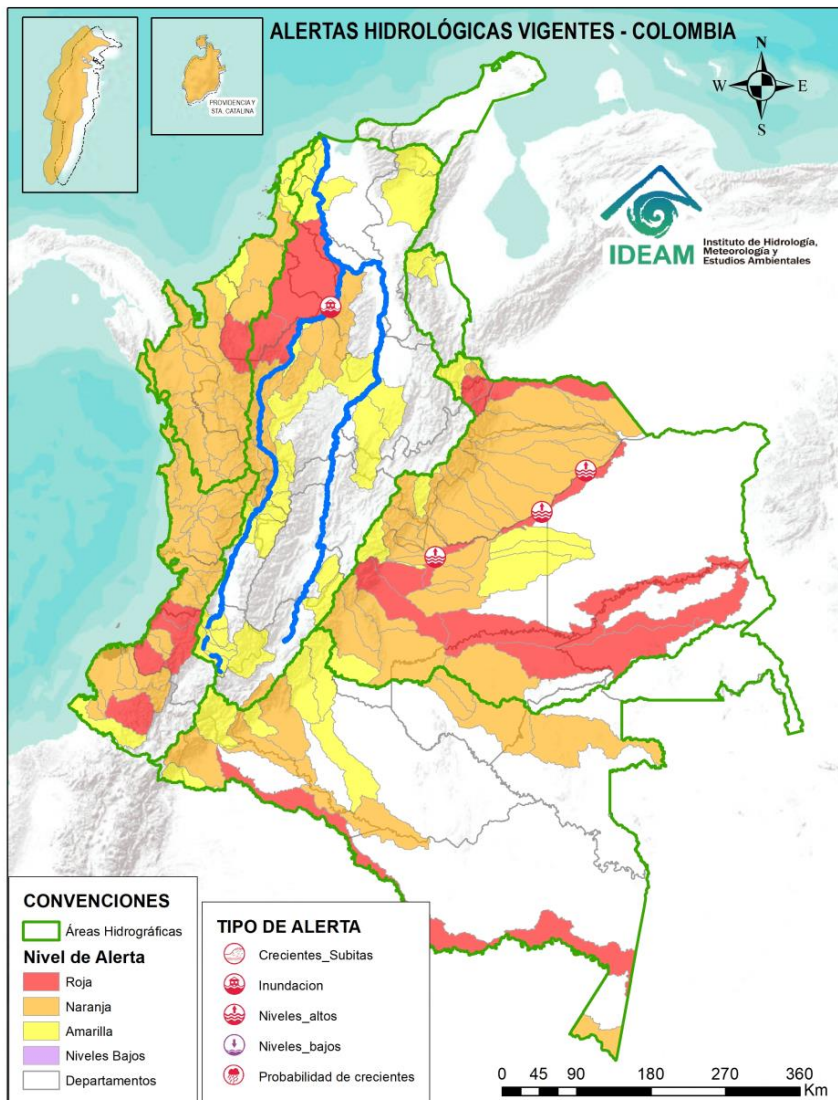 ALERTAS HIDROLÓGICAS VIGENTES - COLOMBIA
PROVIDENCIA Y
STA. CATALINA
N
W
E
S
IDEAM
Instituto de Hidrología,
Meteorología y
Estudios Ambientales
CONVENCIONES
Áreas Hidrográficas
Nivel de Alerta
Roja
Naranja
Amarilla
Niveles Bajos
Departamentos
TIPO DE ALERTA
Crecientes_Subitas
Inundacion
Niveles_altos
Niveles_bajos
Probabilidad de crecientes
0 45 90 180 270 360
Km